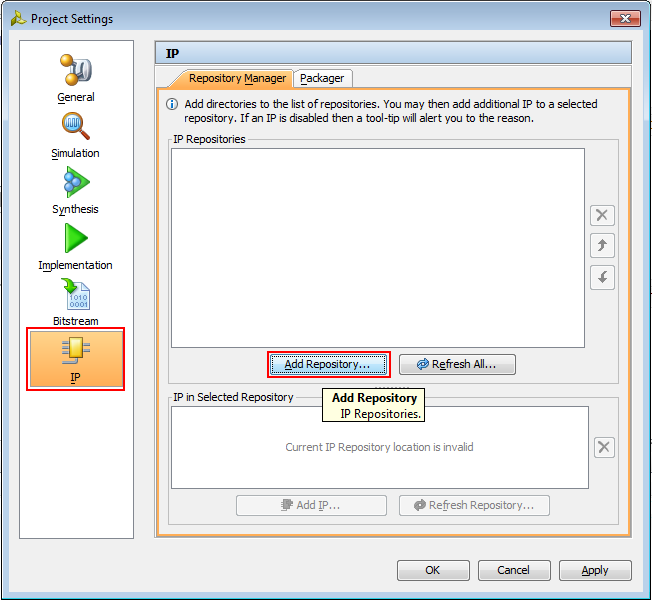 Project Settings
General
Simulation
Synthesis
Implementation
1010
0001
Bitstream
IP
IP
Repository Manager
Packager
Add directories to the list of repositories. You may then add additional IP to a selected
repository. If an IP is disabled then a tool-tip will alert you to the reason.
IP Repositories
Add Repository...
Refresh All...
IP in Selected Repository
Add Repository
IP Repositories.
Current IP Repository location is invalid
Add IP...
Refresh Repository...
OK
Cancel
Apply